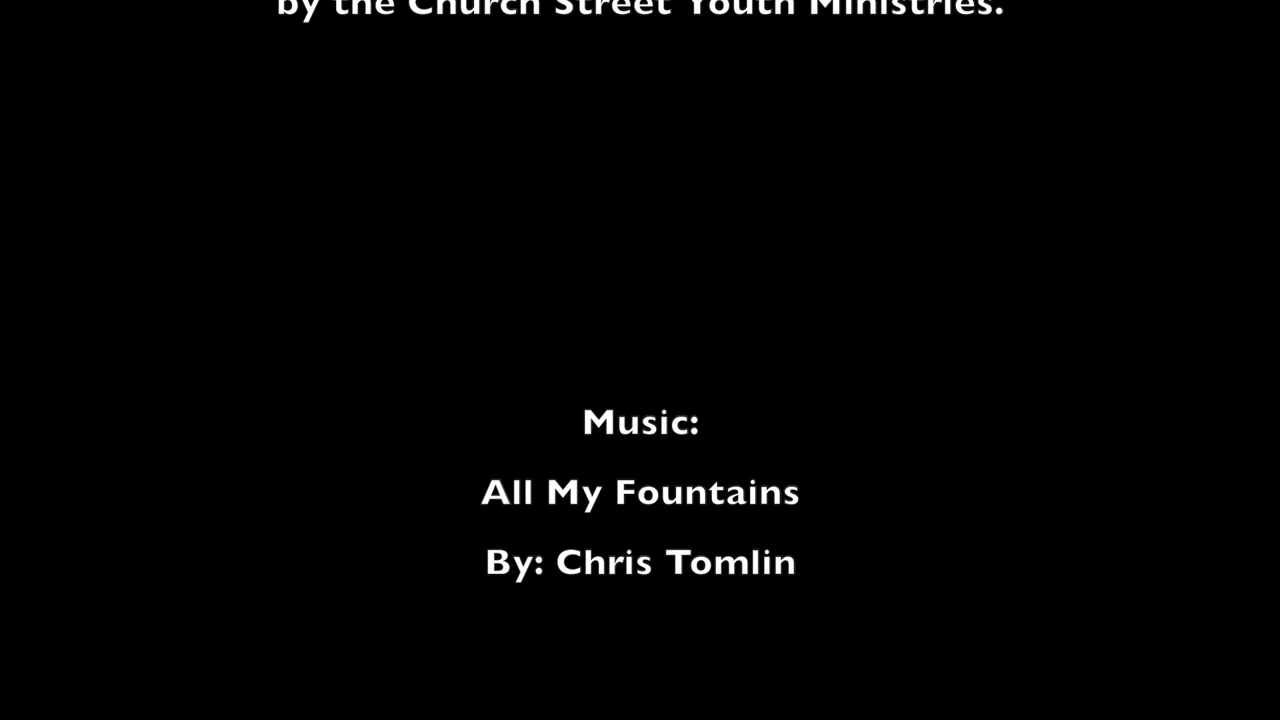 by the Church Street Youth Ministries.
Music:
All My Fountains
By: Chris Tomlin